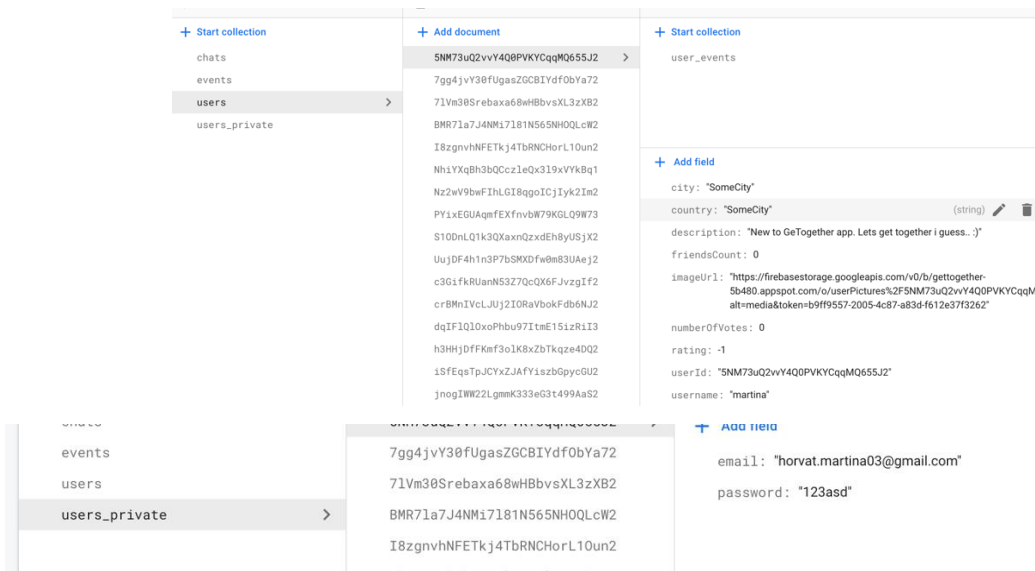 + Start collection
chats
events
users >
users_private
+ Add document
5NM73uQ2vvY4Q0PVKYCqqMQ655J2 >
7gg4jvY30fUgasZGCBIYdfObYa72
7lVm30Srebaxa68wHBbvsXL3zXB2
BMR7la7J4NMi7l81N565NHOQLcW2
I8zgnvhNFETkj4TbRNCHorL1Oun2
NhiYXqBh3bQCczleQx3l9xVYkBq1
Nz2wV9bwFIhLGI8qgoICjIyk2Im2
PYixEGUAqmfEXfnvbW79KGLQ9W73
S1ODnLQ1k3QXaxnQzxdEh8yUSjX2
UujDF4h1n3P7bSMXDfw0m83UAej2
c3GifkRUanN53Z7QcQX6FJvzgIf2
crBMnIVcLJUj2IORaVbokFdb6NJ2
dqIFlQlOxoPhbu97ItmE15izRiI3
h3HHjDfFKmf3olK8xZbTkqze4DQ2
iSfEqsTpJCYxZJAfYiszbGpycGU2
jnogIWW22LgmmK333eG3t499AaS2
+ Start collection
user_events
+ Add field
city: "SomeCity"
country: "SomeCity" (string)
description: "New to GeTogether app. Lets get together i guess.. :)"
friendsCount: 0
imageUrl: "https://firebasestorage.googleapis.com/v0/b/gettogether-
5b480.appspot.com/o/userPictures%2F5NM73uQ2vvY4Q0PVKYCqqM
alt=media&token=b9ff9557-2005-4c87-a83d-f612e37f3262"
numberOfVotes: 0
rating: -1
userId: "5NM73uQ2vvY4Q0PVKYCqqMQ655J2"
username: "martina"
events
users
users_private >
7gg4jvY30fUgasZGCBIYdfObYa72
7lVm30Srebaxa68wHBbvsXL3zXB2
BMR7la7J4NMi7l81N565NHOQLcW2
I8zgnvhNFETkj4TbRNCHorL1Oun2
+ Add field
email: "horvat.martina03@gmail.com"
password: "123asd"